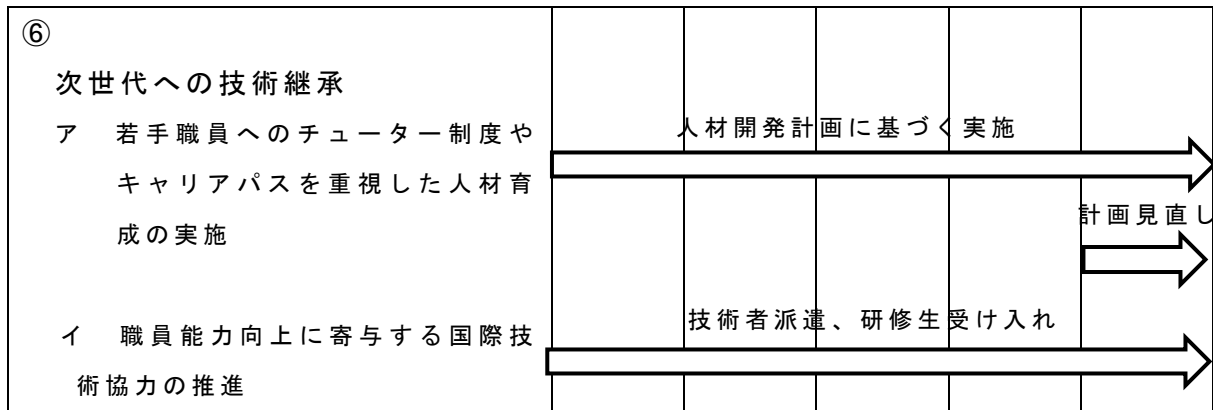 ⑥
次世代への技術継承
ア 若手職員へのチューター制度や
キャリアパスを重視した人材育
成の実施
人材開発計画に基づく実施
計画見直し
イ 職員能力向上に寄与する国際技
術協力の推進
技術者派遣、研修生受け入れ